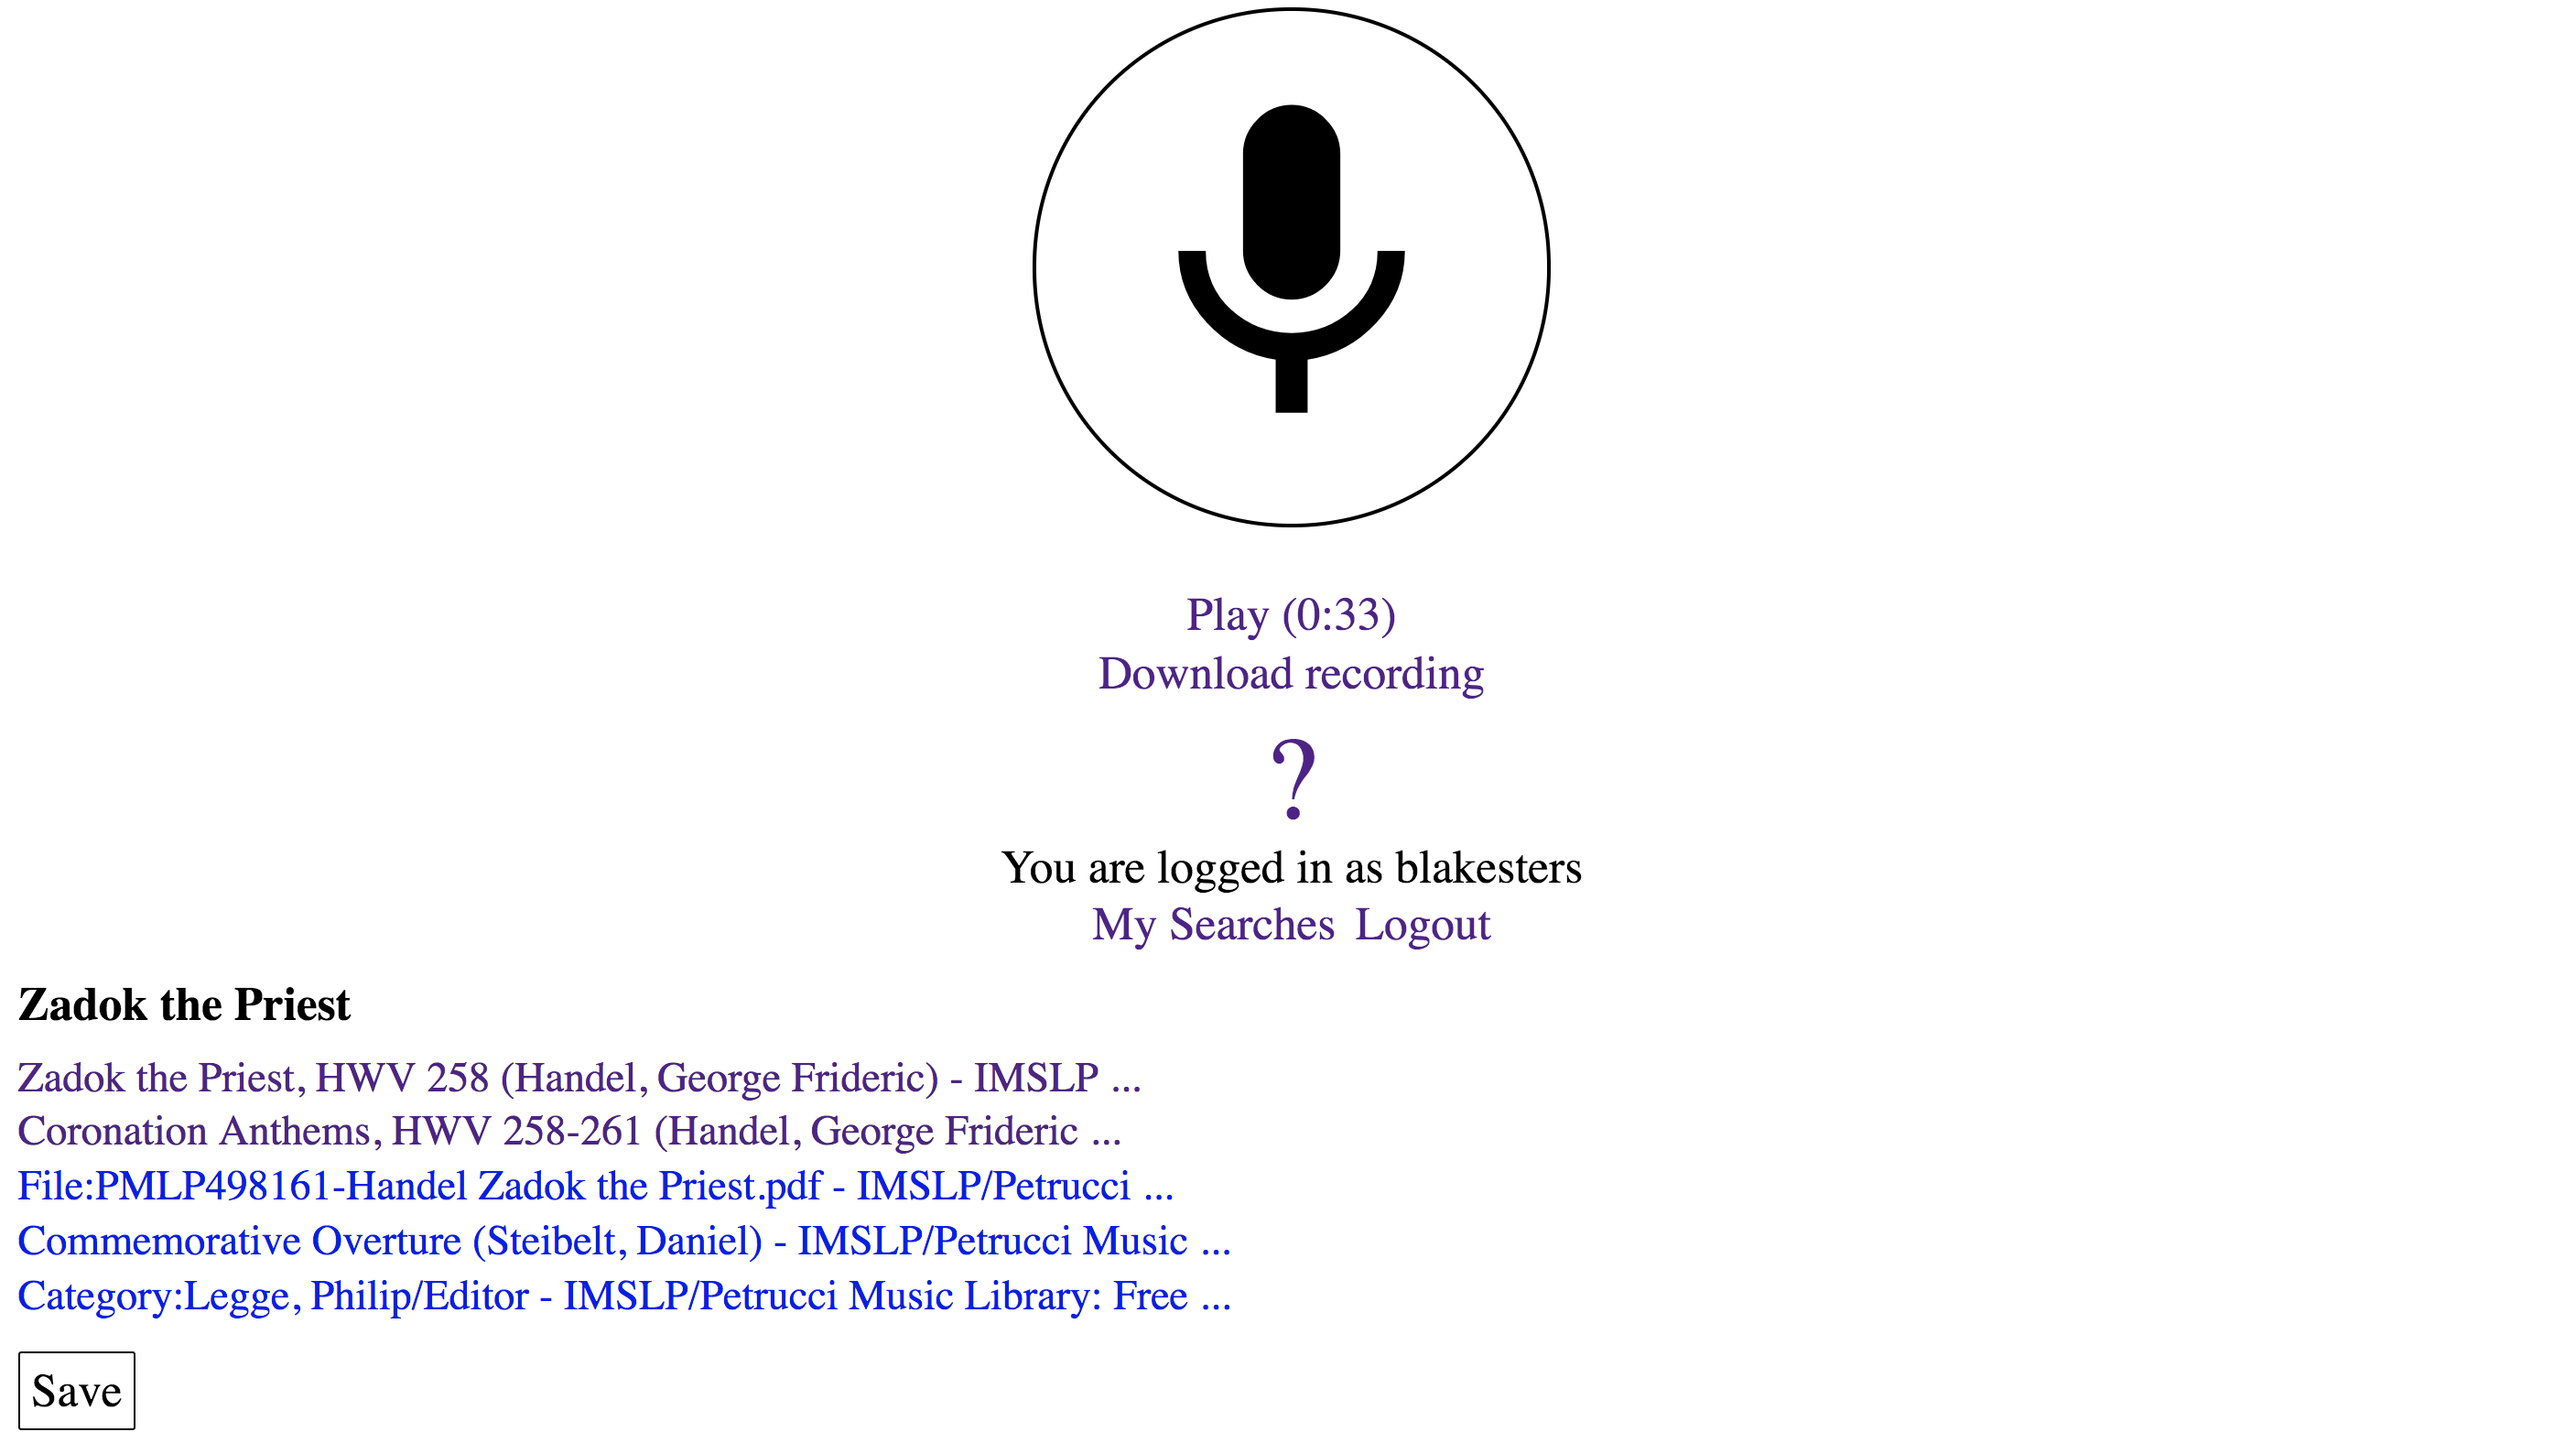 Play (0:33)
Download recording
?
You are logged in as blakesters
My Searches Logout
Zadok the Priest
Zadok the Priest, HWV 258 (Handel, George Frideric) - IMSLP ...
Coronation Anthems, HWV 258-261 (Handel, George Frideric ...
File:PMLP498161-Handel Zadok the Priest.pdf - IMSLP/Petrucci ...
Commemorative Overture (Steibelt, Daniel) - IMSLP/Petrucci Music ...
Category:Legge, Philip/Editor - IMSLP/Petrucci Music Library: Free ...
Save